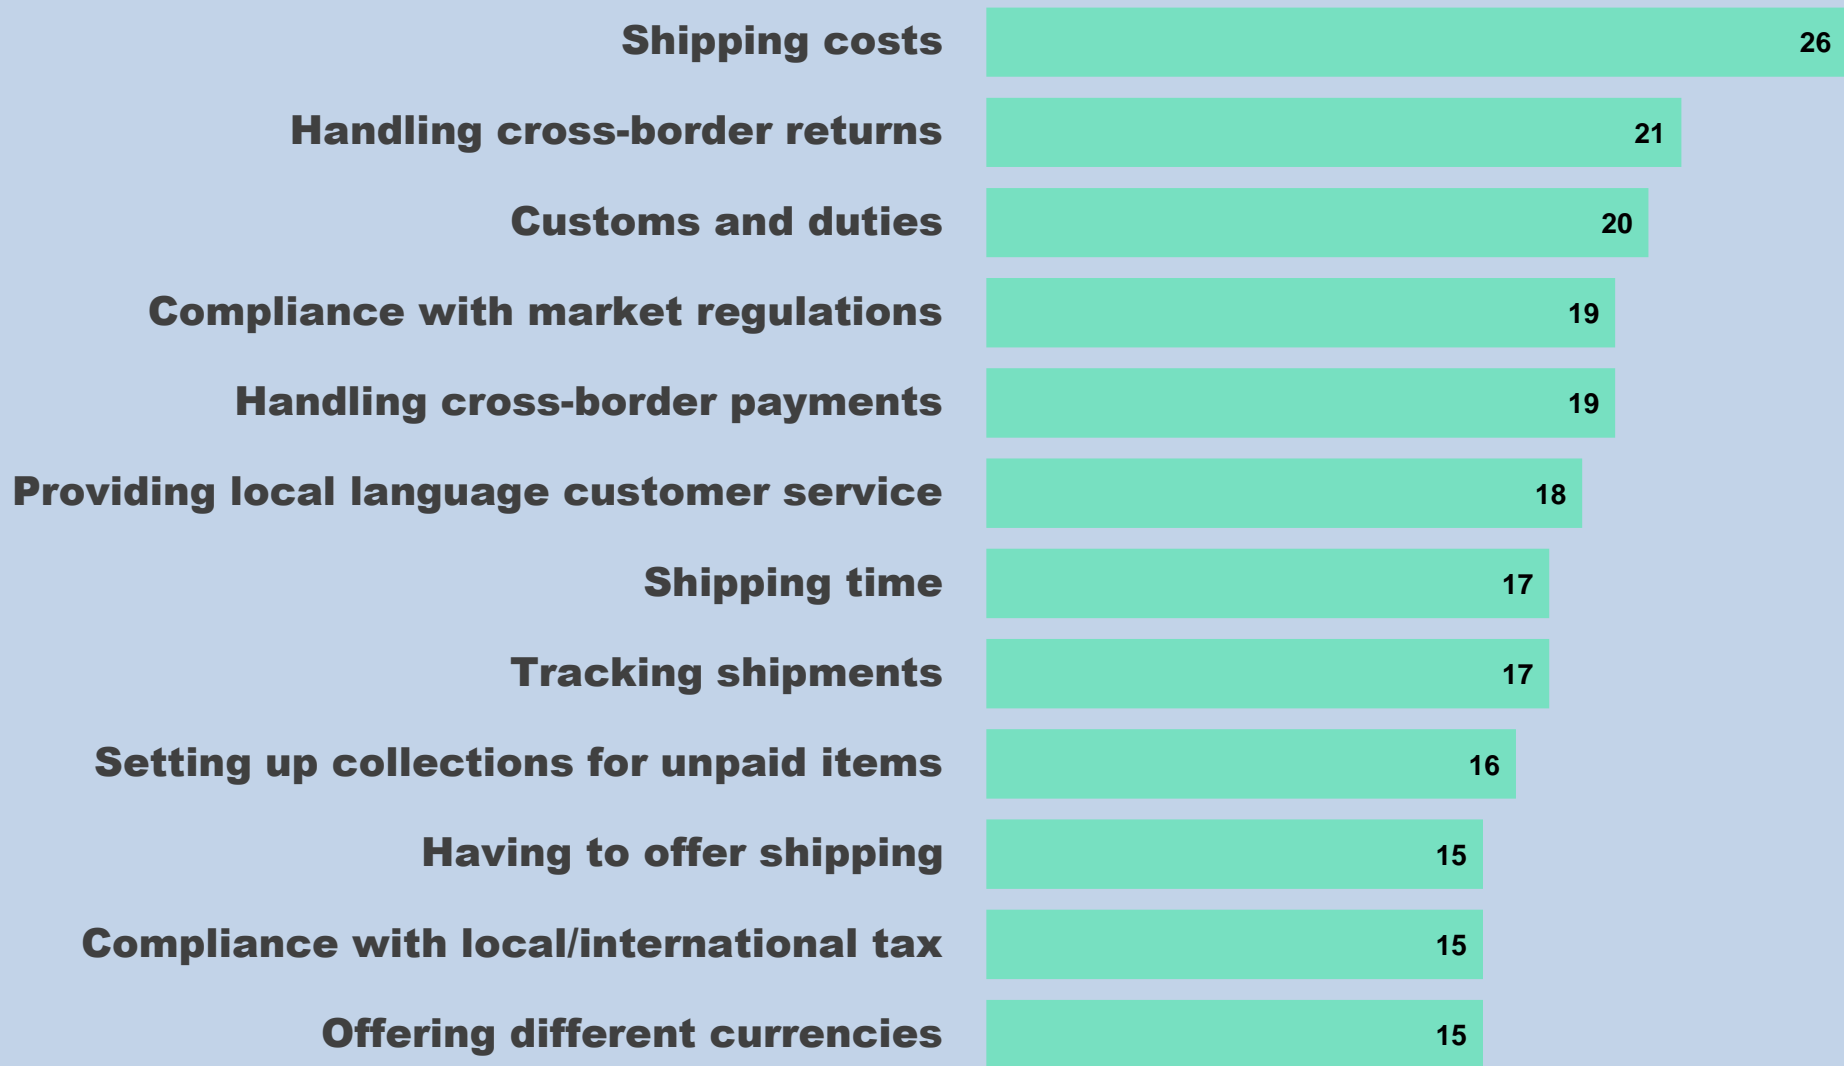 Shipping costs 26
Handling cross-border returns 21
Customs and duties 20
Compliance with market regulations 19
Handling cross-border payments 19
Providing local language customer service 18
Shipping time 17
Tracking shipments 17
Setting up collections for unpaid items 16
Having to offer shipping 15
Compliance with local/international tax 15
Offering different currencies 15